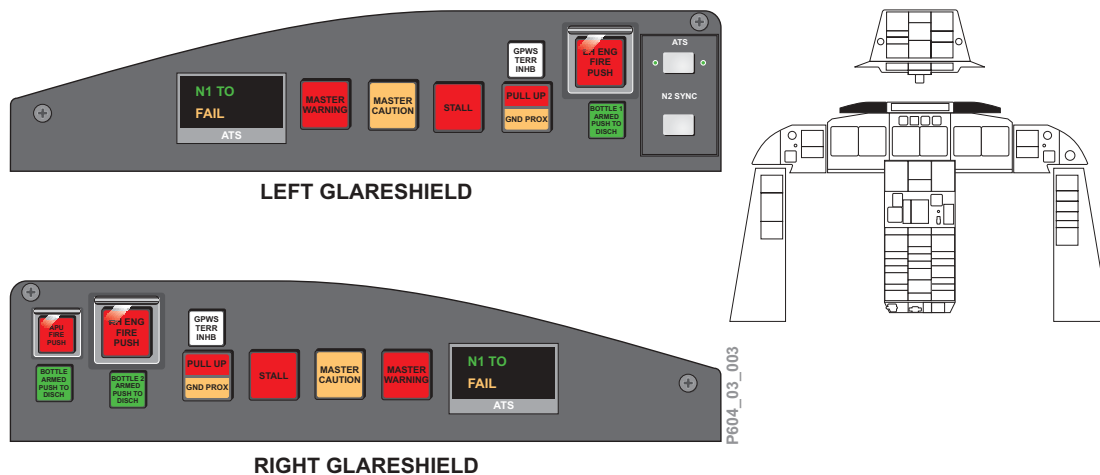 N1 TO
FAIL
ATS
MASTER
WARNING
MASTER
CAUTION
STALL
GPWS
TERR
INHB
PULL UP
GND PROX
LH ENG
FIRE
PUSH
BOTTLE 1
ARMED
PUSH TO
DISCH
ATS
N2 SYNC
LEFT GLARESHIELD
APU
FIRE
PUSH
BOTTLE
ARMED
PUSH TO
DISCH
RH ENG
FIRE
PUSH
BOTTLE 2
ARMED
PUSH TO
DISCH
GPWS
TERR
INHB
PULL UP
GND PROX
STALL
MASTER
CAUTION
MASTER
WARNING
N1 TO
FAIL
ATS
RIGHT GLARESHIELD
P604_03_003